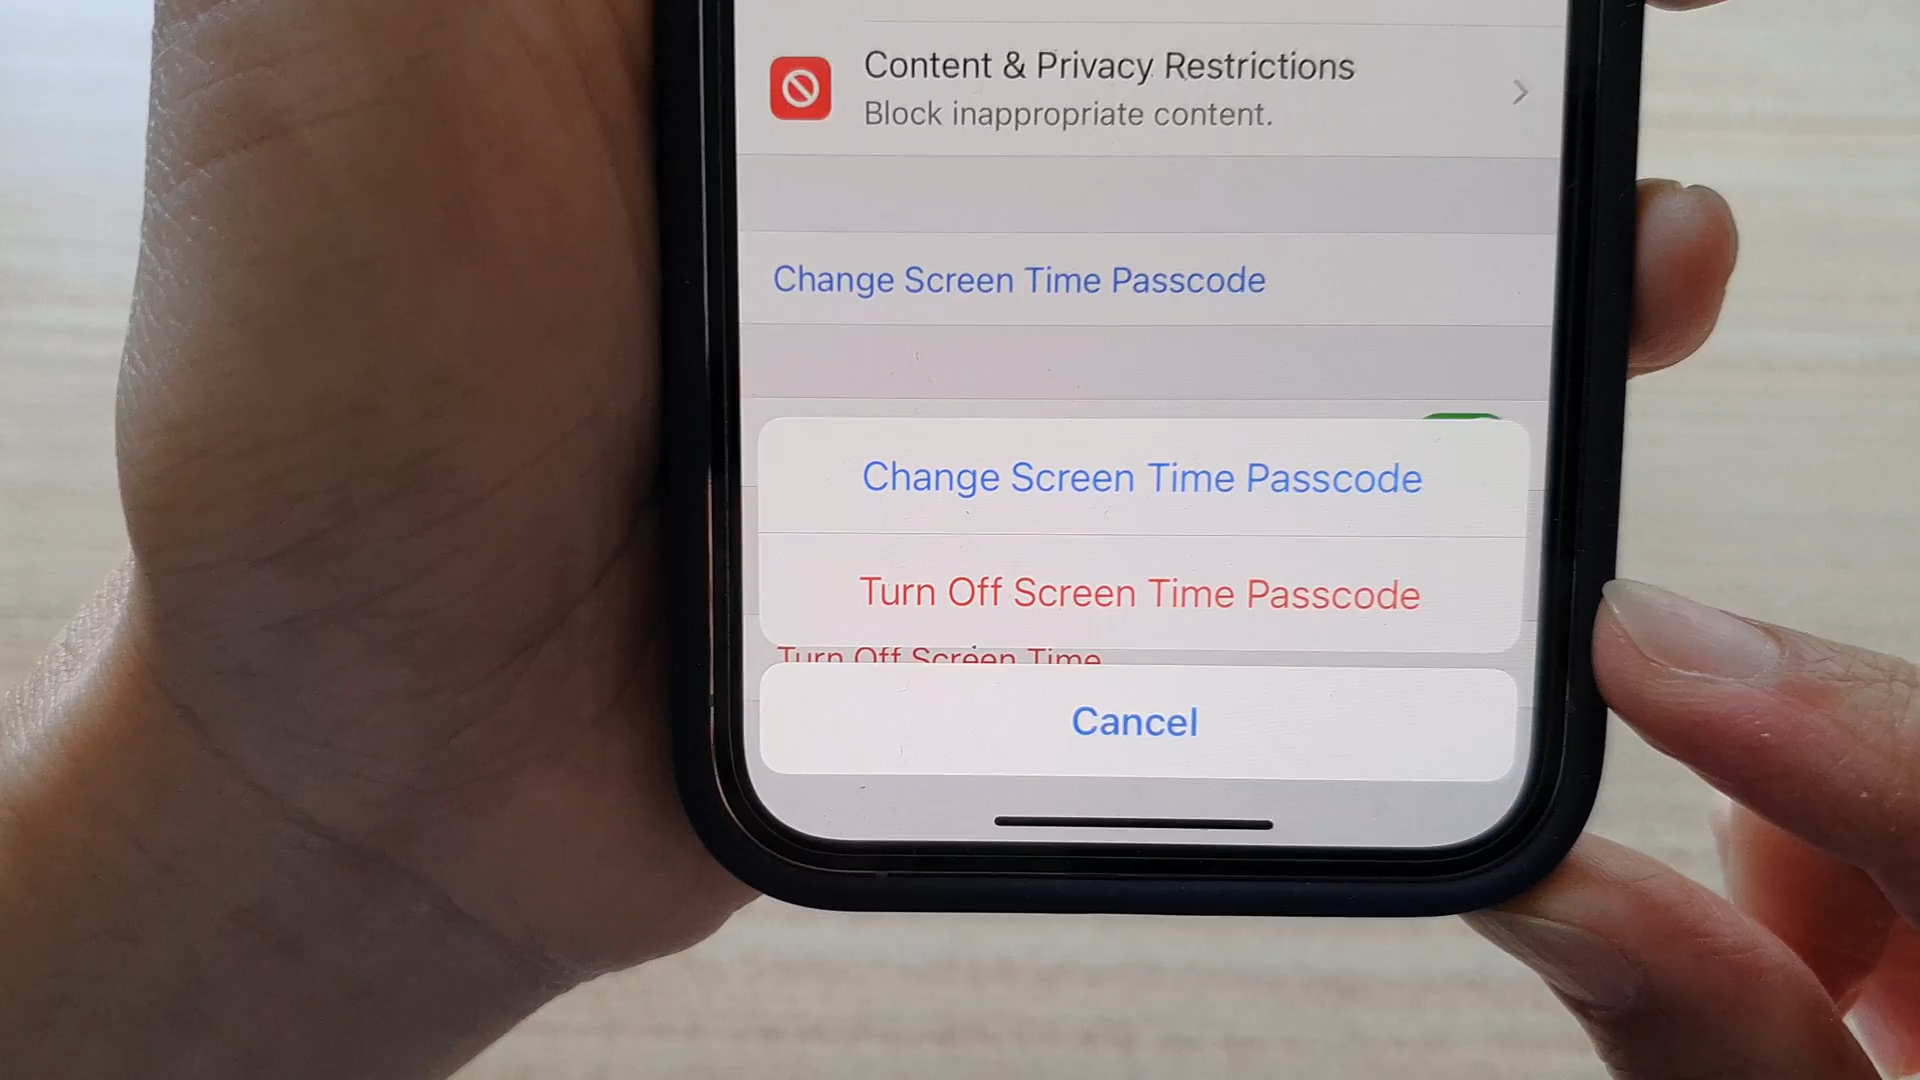 Content & Privacy Restrictions
Block inappropriate content.
Change Screen Time Passcode
Change Screen Time Passcode
Turn Off Screen Time Passcode
Turn Off Screen Time
Cancel